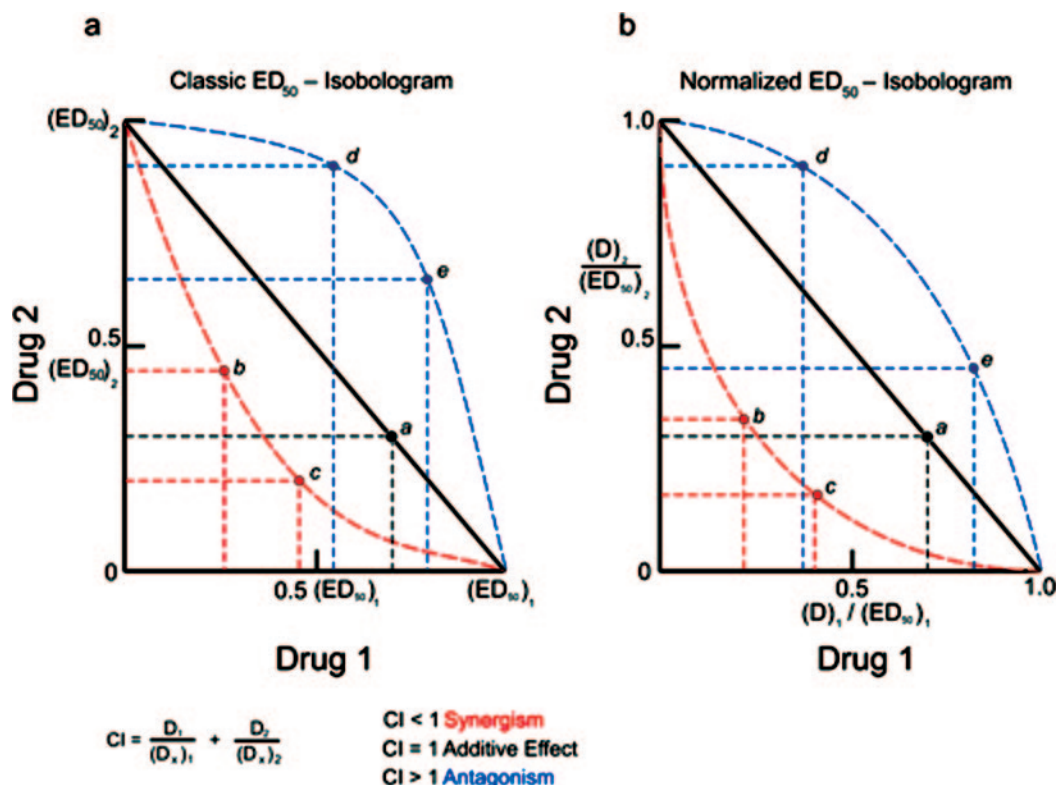 a
Classic ED₅₀ – Isobologram
(ED₅₀)₂
d
e
0.5
(ED₅₀)₂
b
a
c
0
0.5 (ED₅₀)₁
(ED₅₀)₁
Drug 2
Drug 1
b
Normalized ED₅₀ – Isobologram
1.0
d
(D)₂
(ED₅₀)₂
0.5
e
b
a
c
0
0.5
1.0
(D)₁ / (ED₅₀)₁
Drug 2
Drug 1
CI = D₁ / (Dₓ)₁ + D₂ / (Dₓ)₂
CI < 1 Synergism
CI = 1 Additive Effect
CI > 1 Antagonism